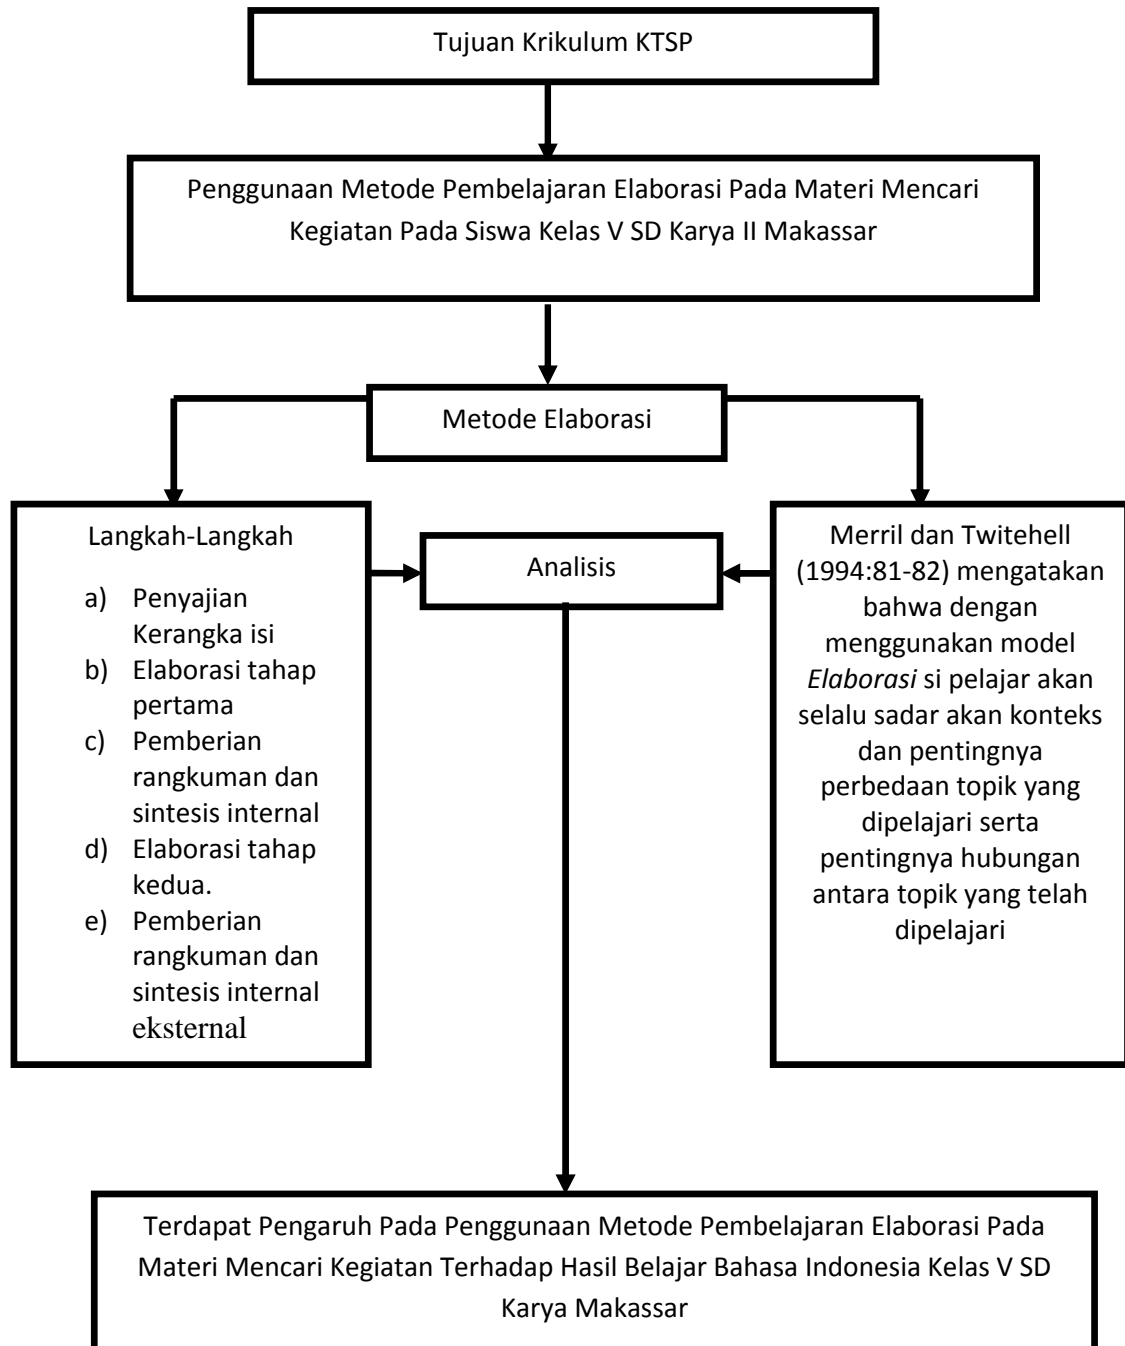 Tujuan Krikulum KTSP
Penggunaan Metode Pembelajaran Elaborasi Pada Materi Mencari
Kegiatan Pada Siswa Kelas V SD Karya II Makassar
Metode Elaborasi
Langkah-Langkah
a) Penyajian
Kerangka isi
b) Elaborasi tahap
pertama
c) Pemberian
rangkuman dan
sintesis internal
d) Elaborasi tahap
kedua.
e) Pemberian
rangkuman dan
sintesis internal
eksternal
Analisis
Merril dan Twitehell
(1994:81-82) mengatakan
bahwa dengan
menggunakan model
Elaborasi si pelajar akan
selalu sadar akan konteks
dan pentingnya
perbedaan topik yang
dipelajari serta
pentingnya hubungan
antara topik yang telah
dipelajari
Terdapat Pengaruh Pada Penggunaan Metode Pembelajaran Elaborasi Pada
Materi Mencari Kegiatan Terhadap Hasil Belajar Bahasa Indonesia Kelas V SD
Karya Makassar